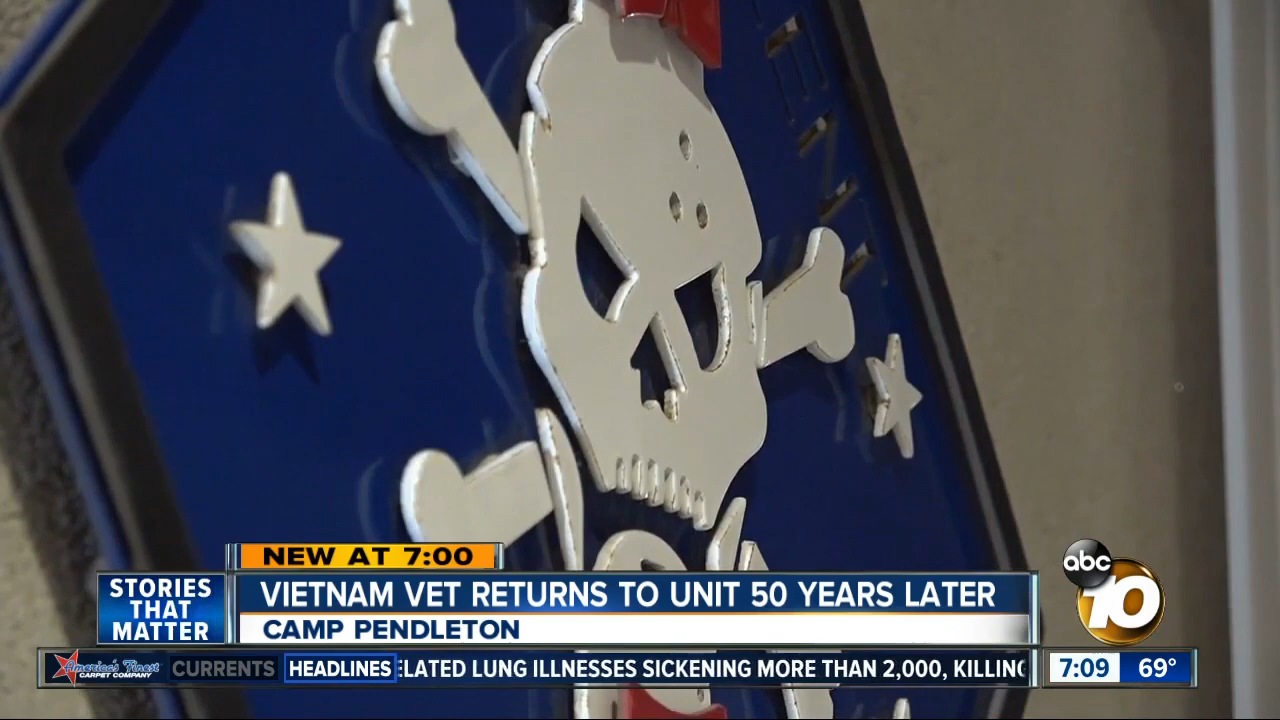 NEW AT 7:00
STORIES
THAT
MATTER
VIETNAM VET RETURNS TO UNIT 50 YEARS LATER
CAMP PENDLETON
abc
10
America's Finest
CARPET COMPANY
CURRENTS
HEADLINES
ELATED LUNG ILLNESSES SICKENING MORE THAN 2,000, KILLING
7:09
69°